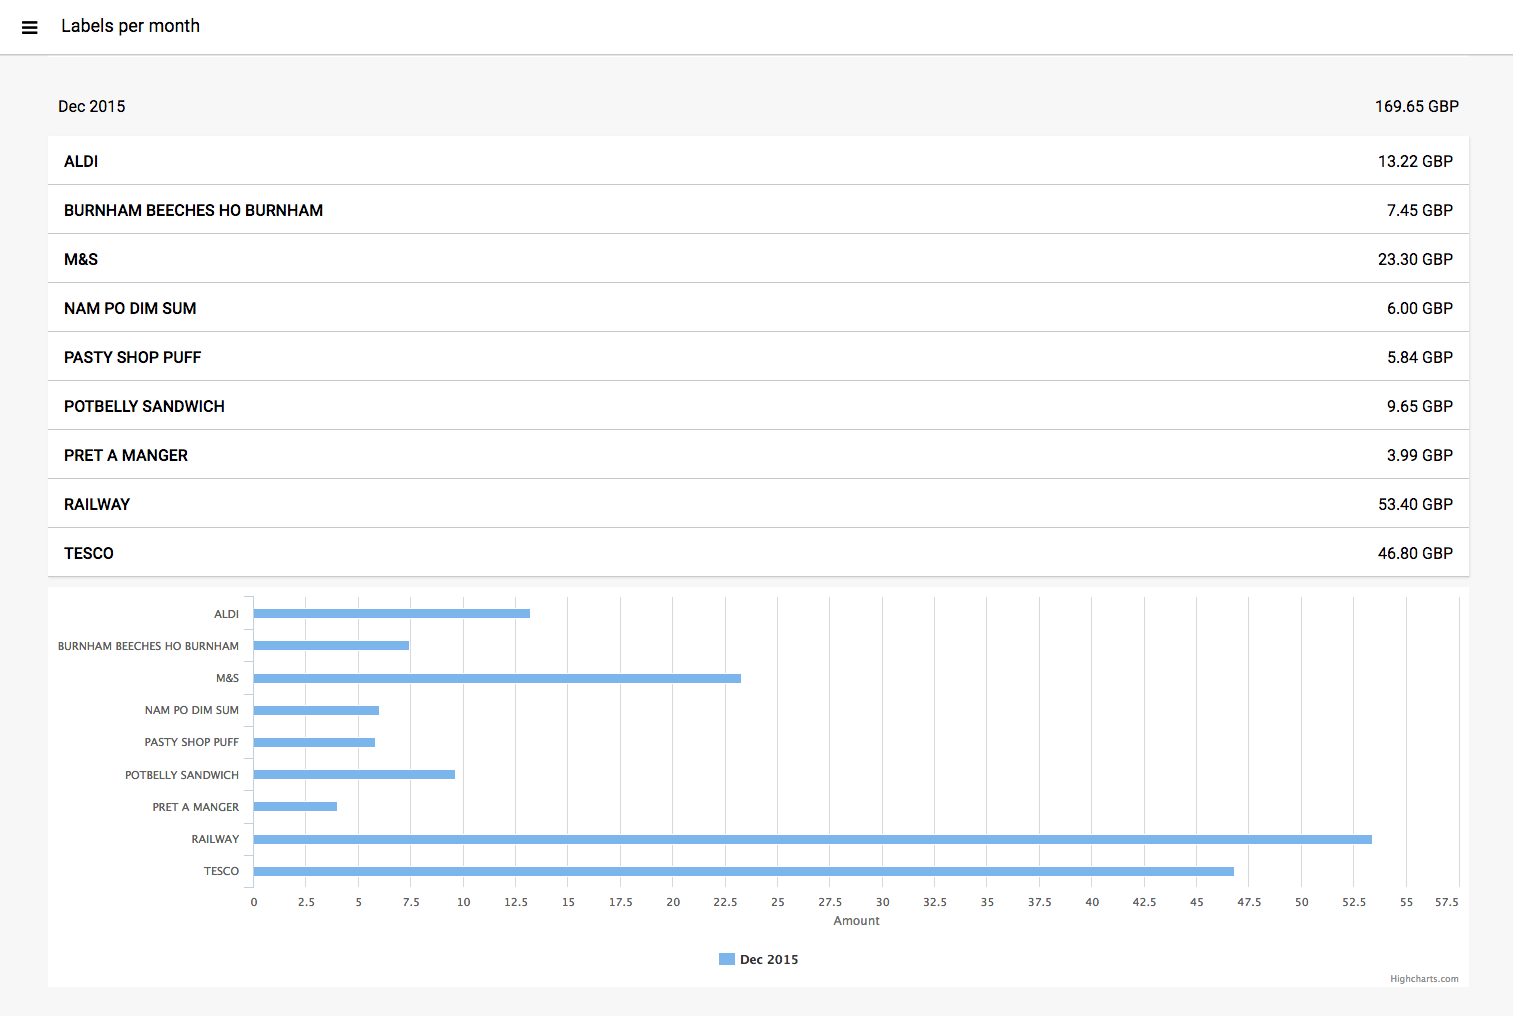 Labels per month
Dec 2015 169.65 GBP
ALDI 13.22 GBP
BURNHAM BEECHES HO BURNHAM 7.45 GBP
M&S 23.30 GBP
NAM PO DIM SUM 6.00 GBP
PASTY SHOP PUFF 5.84 GBP
POTBELLY SANDWICH 9.65 GBP
PRET A MANGER 3.99 GBP
RAILWAY 53.40 GBP
TESCO 46.80 GBP
ALDI
BURNHAM BEECHES HO BURNHAM
M&S
NAM PO DIM SUM
PASTY SHOP PUFF
POTBELLY SANDWICH
PRET A MANGER
RAILWAY
TESCO
0 2.5 5 7.5 10 12.5 15 17.5 20 22.5 25 27.5 30 32.5 35 37.5 40 42.5 45 47.5 50 52.5 55 57.5
Amount
Dec 2015
Highcharts.com